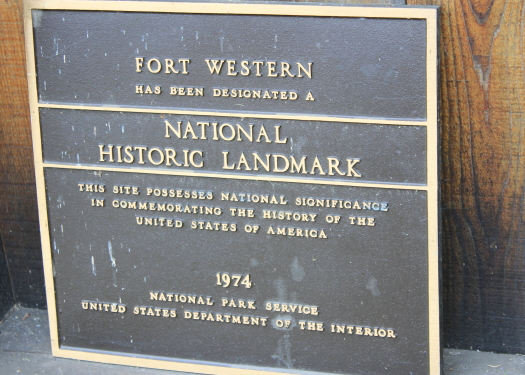 FORT WESTERN
HAS BEEN DESIGNATED A
NATIONAL
HISTORIC LANDMARK
THIS SITE POSSESSES NATIONAL SIGNIFICANCE
IN COMMEMORATING THE HISTORY OF THE
UNITED STATES OF AMERICA
1974
NATIONAL PARK SERVICE
UNITED STATES DEPARTMENT OF THE INTERIOR